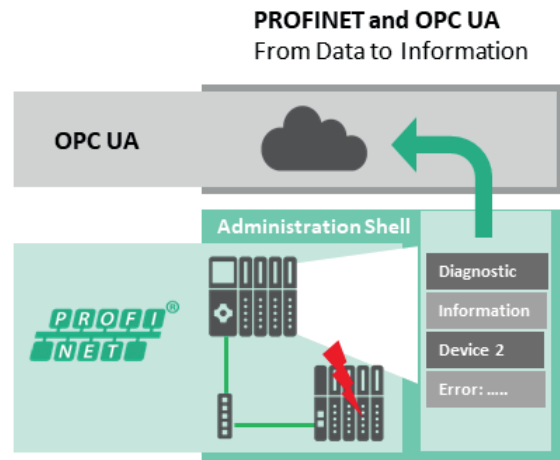 PROFINET and OPC UA
From Data to Information
OPC UA
Administration Shell
PROFI
NET®
Diagnostic
Information
Device 2
Error: .....